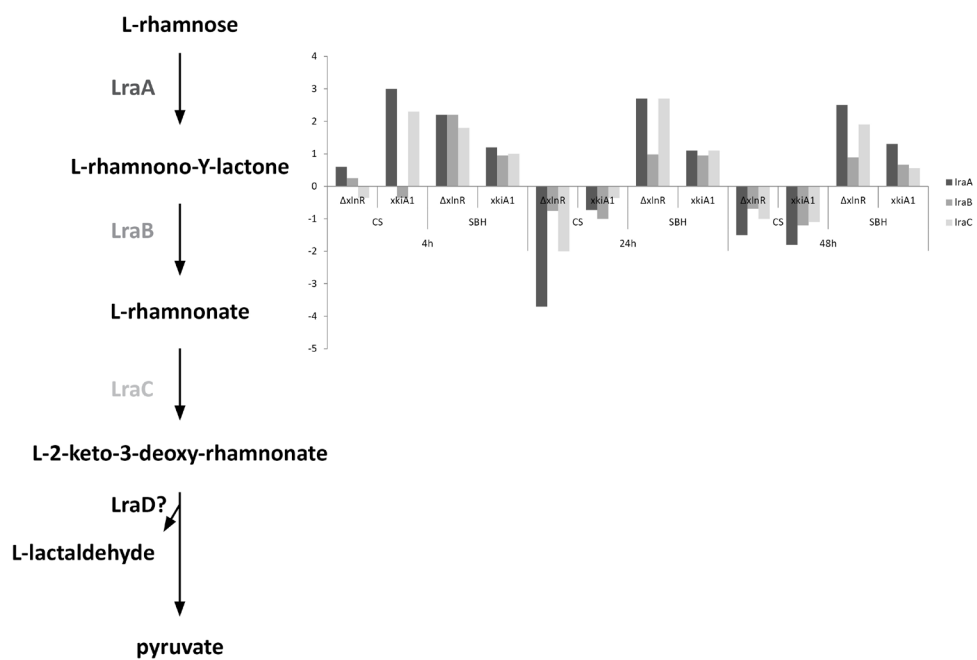 L-rhamnose
LraA
L-rhamnono-Y-lactone
LraB
L-rhamnonate
LraC
L-2-keto-3-deoxy-rhamnonate
LraD?
L-lactaldehyde
pyruvate
4
3
2
1
0
-1
-2
-3
-4
-5
ΔxlnR xkiA1 ΔxlnR xkiA1 ΔxlnR xkiA1 ΔxlnR xkiA1 ΔxlnR xkiA1 ΔxlnR xkiA1
CS SBH CS SBH CS SBH
4h 24h 48h
lraA
lraB
lraC